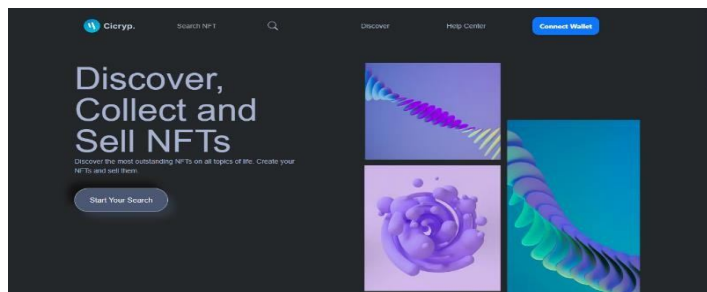 Cicryp.
Search NFT
Discover
Help Center
Connect Wallet
Discover,
Collect and
Sell NFTs
Discover the most outstanding NFTs on all topics of life. Create your
NFTs and sell them
Start Your Search